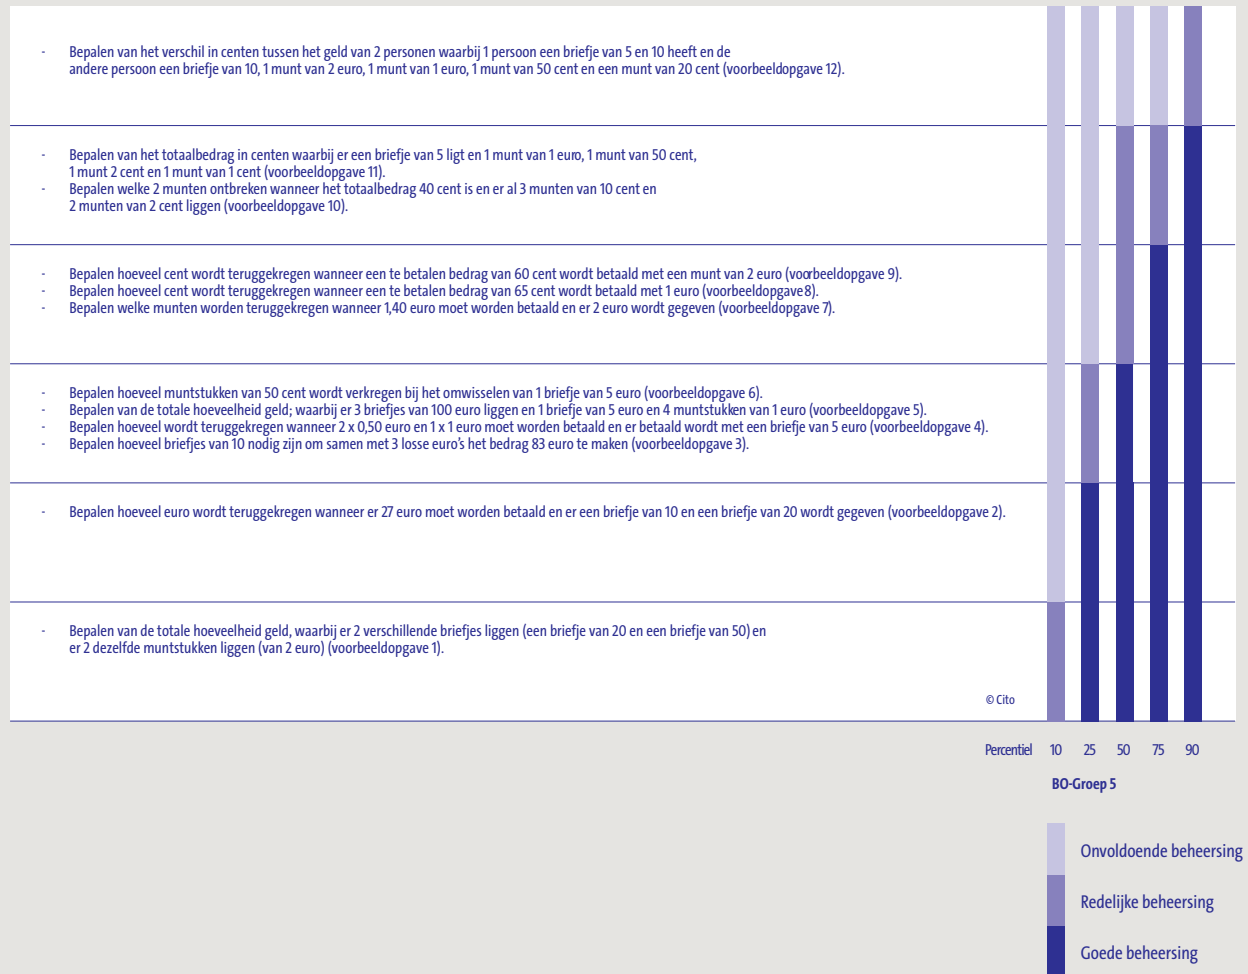 - Bepalen van het verschil in centen tussen het geld van 2 personen waarbij 1 persoon een briefje van 5 en 10 heeft en de
andere persoon een briefje van 10, 1 munt van 2 euro, 1 munt van 1 euro, 1 munt van 50 cent en een munt van 20 cent (voorbeeldopgave 12).
- Bepalen van het totaalbedrag in centen waarbij er een briefje van 5 ligt en 1 munt van 1 euro, 1 munt van 50 cent,
1 munt 2 cent en 1 munt van 1 cent (voorbeeldopgave 11).
- Bepalen welke 2 munten ontbreken wanneer het totaalbedrag 40 cent is en er al 3 munten van 10 cent en
2 munten van 2 cent liggen (voorbeeldopgave 10).
- Bepalen hoeveel cent wordt teruggekregen wanneer een te betalen bedrag van 60 cent wordt betaald met een munt van 2 euro (voorbeeldopgave 9).
- Bepalen hoeveel cent wordt teruggekregen wanneer een te betalen bedrag van 65 cent wordt betaald met 1 euro (voorbeeldopgave 8).
- Bepalen welke munten worden teruggekregen wanneer 1,40 euro moet worden betaald en er 2 euro wordt gegeven (voorbeeldopgave 7).
- Bepalen hoeveel muntstukken van 50 cent wordt verkregen bij het omwisselen van 1 briefje van 5 euro (voorbeeldopgave 6).
- Bepalen van de totale hoeveelheid geld; waarbij er 3 briefjes van 100 euro liggen en 1 briefje van 5 euro en 4 muntstukken van 1 euro (voorbeeldopgave 5).
- Bepalen hoeveel wordt teruggekregen wanneer 2 x 0,50 euro en 1 x 1 euro moet worden betaald en er betaald wordt met een briefje van 5 euro (voorbeeldopgave 4).
- Bepalen hoeveel briefjes van 10 nodig zijn om samen met 3 losse euro's het bedrag 83 euro te maken (voorbeeldopgave 3).
- Bepalen hoeveel euro wordt teruggekregen wanneer er 27 euro moet worden betaald en er een briefje van 10 en een briefje van 20 wordt gegeven (voorbeeldopgave 2).
- Bepalen van de totale hoeveelheid geld, waarbij er 2 verschillende briefjes liggen (een briefje van 20 en een briefje van 50) en
er 2 dezelfde muntstukken liggen (van 2 euro) (voorbeeldopgave 1).
© Cito
Percentiel 10 25 50 75 90
BO-Groep 5
Onvoldoende beheersing
Redelijke beheersing
Goede beheersing